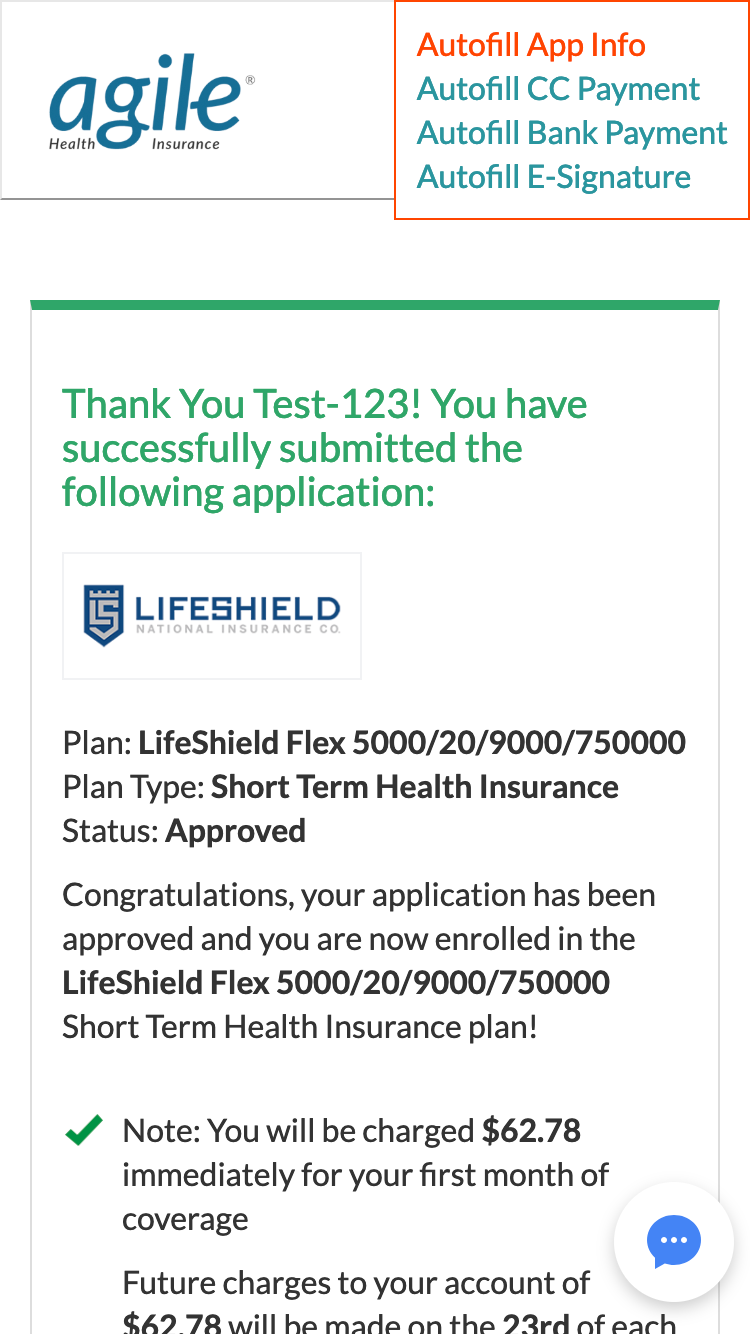 agile®
Health Insurance
Autofill App Info
Autofill CC Payment
Autofill Bank Payment
Autofill E-Signature
Thank You Test-123! You have
successfully submitted the
following application:
LS
LIFESHIELD
NATIONAL INSURANCE CO.
Plan: LifeShield Flex 5000/20/9000/750000
Plan Type: Short Term Health Insurance
Status: Approved
Congratulations, your application has been
approved and you are now enrolled in the
LifeShield Flex 5000/20/9000/750000
Short Term Health Insurance plan!
Note: You will be charged $62.78
immediately for your first month of
coverage
Future charges to your account of
$62.78 will be made on the 23rd of each